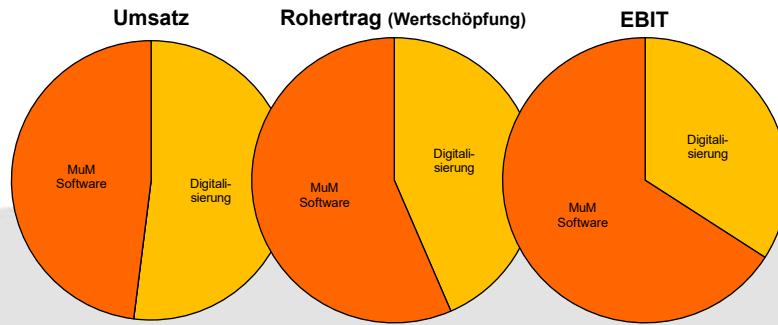 Umsatz
Rohertrag (Wertschöpfung)
EBIT
MuM
Software
Digitali-
sierung
MuM
Software
Digitali-
sierung
MuM
Software
Digitali-
sierung